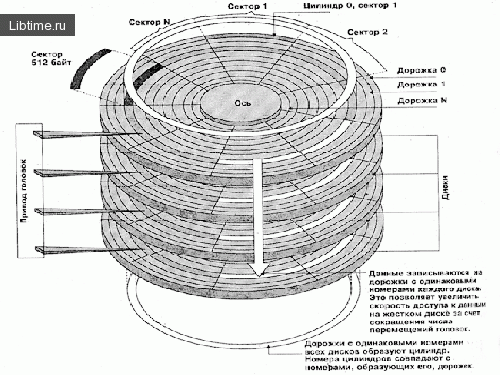 Libtime.ru
Сектор N
Сектор 1
Цилиндр 0, сектор 1
Сектор 2
Сектор
512 байт
Дорожка 0
Дорожка 1
Дорожка N
Ось
Привод головок
Диски
Данные записываются на
дорожки с одинаковыми
номерами каждого диска.
Это позволяет увеличить
скорость доступа к данным
на жестком диске за счет
сокращения числа
перемещений головок.
Дорожки с одинаковыми номерами
всех дисков образуют цилиндр.
Номера цилиндров совпадают с
номерами, образующих его, дорожек.